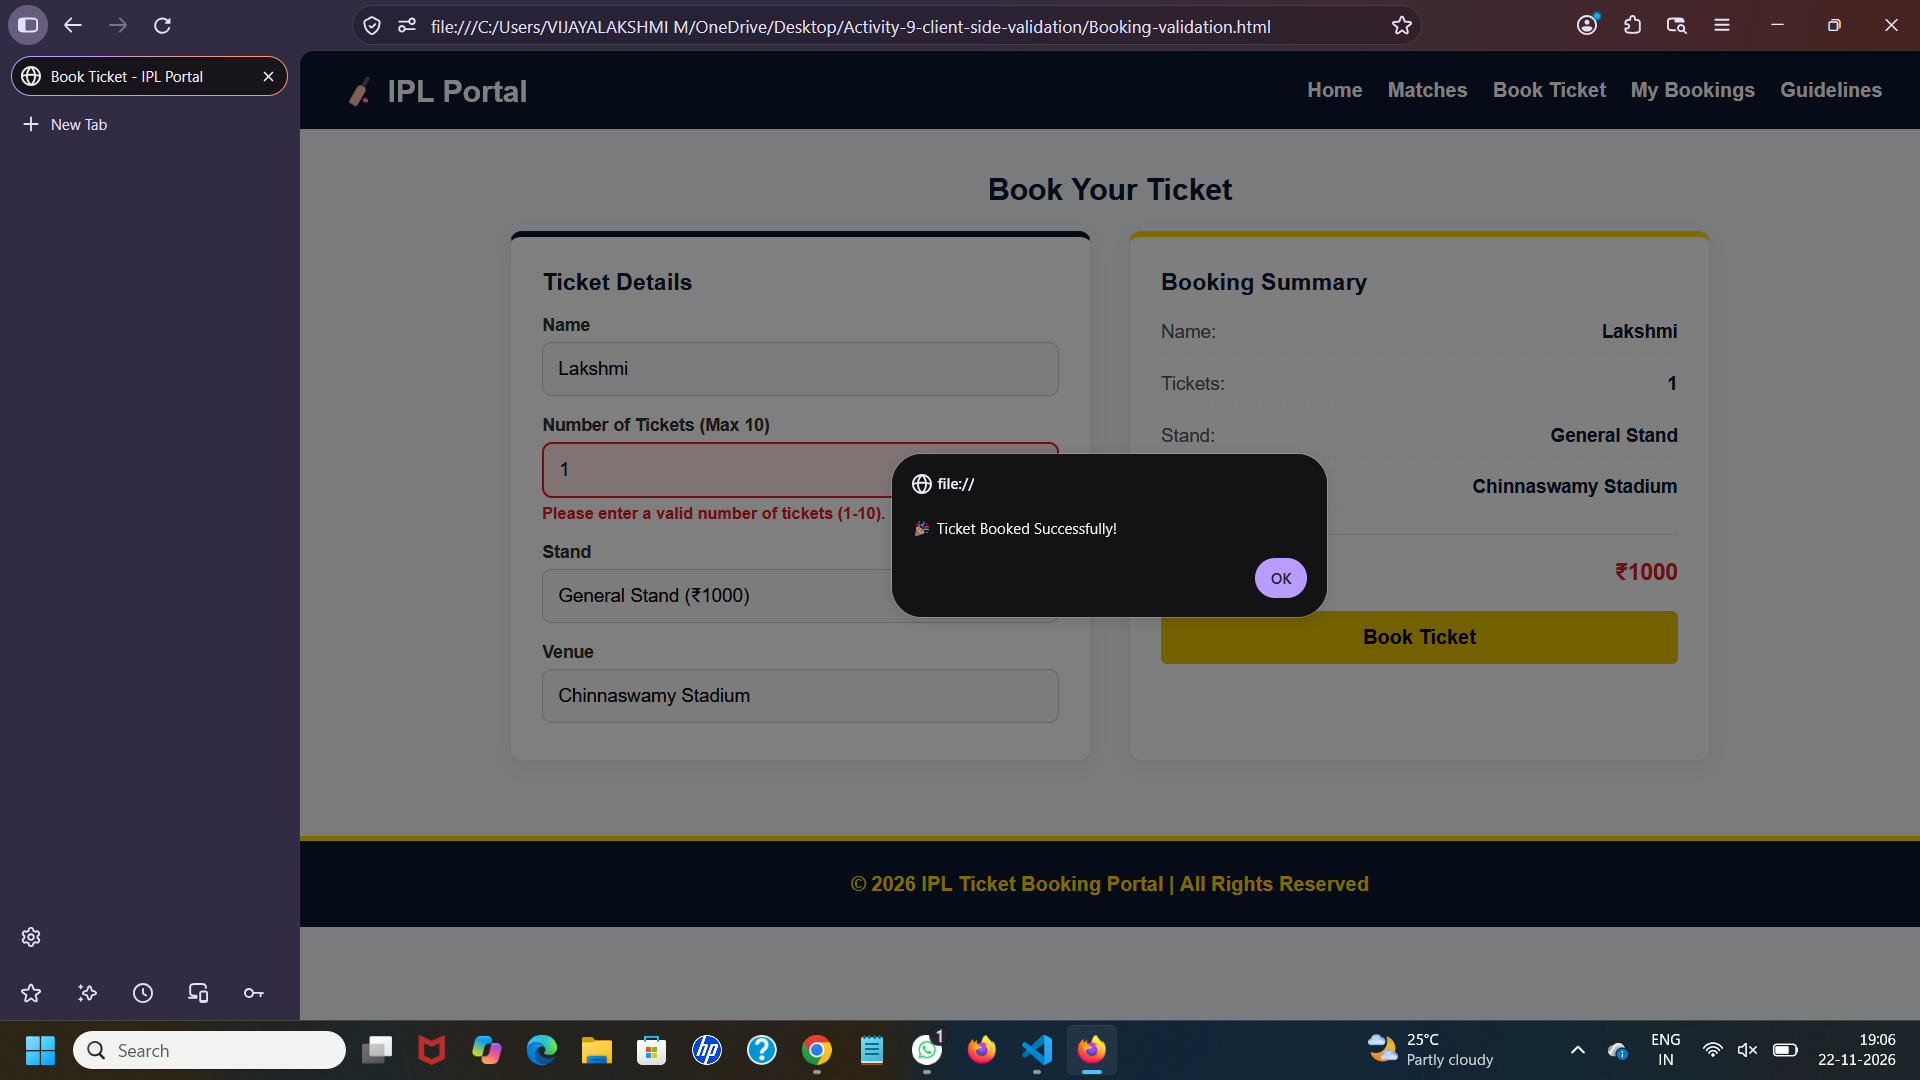 file:///C:/Users/VIJAYALAKSHMI M/OneDrive/Desktop/Activity-9-client-side-validation/Booking-validation.html
Book Ticket - IPL Portal
New Tab
IPL Portal
Home Matches Book Ticket My Bookings Guidelines
Book Your Ticket
Ticket Details
Name
Lakshmi
Number of Tickets (Max 10)
1
Please enter a valid number of tickets (1-10).
Stand
General Stand (₹1000)
Venue
Chinnaswamy Stadium
Booking Summary
Name: Lakshmi
Tickets: 1
Stand: General Stand
Chinnaswamy Stadium
₹1000
Book Ticket
file://
🎉 Ticket Booked Successfully!
OK
© 2026 IPL Ticket Booking Portal | All Rights Reserved
Search
hp
?
1
25°C
Partly cloudy
ENG
IN
19:06
22-11-2026